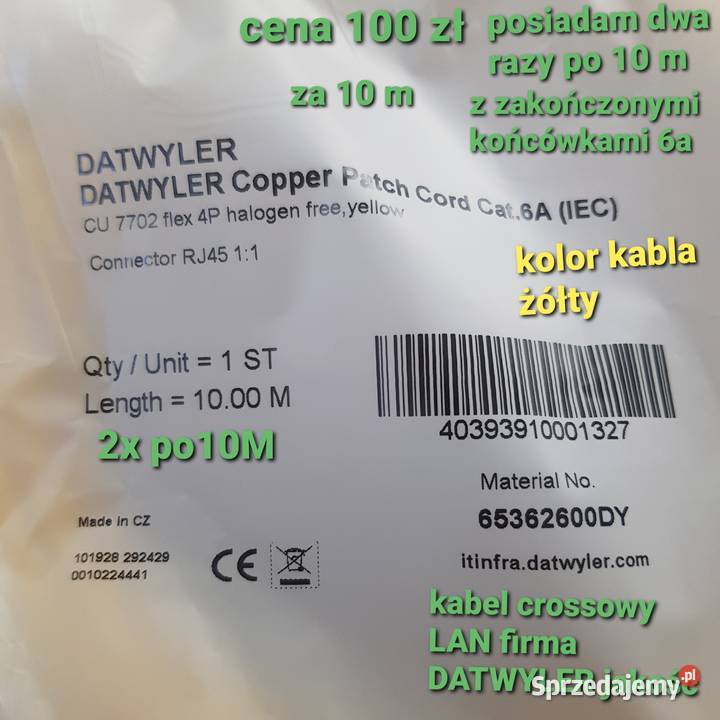 cena 100 zł
posiadam dwa
razy po 10 m
za 10 m
z zakończonymi
końcówkami 6a
DATWYLER
DATWYLER Copper Patch Cord Cat.6A (IEC)
CU 7702 flex 4P halogen free,yellow
Connector RJ45 1:1
kolor kabla
żółty
Qty / Unit = 1 ST
Length = 10.00 M
40393910001327
2x po10M
Material No.
65362600DY
Made in CZ
101928 292429
0010224441
CE
itinfra.datwyler.com
kabel crossowy
LAN firma
DATWYLER jakość
Sprzedajemy.pl